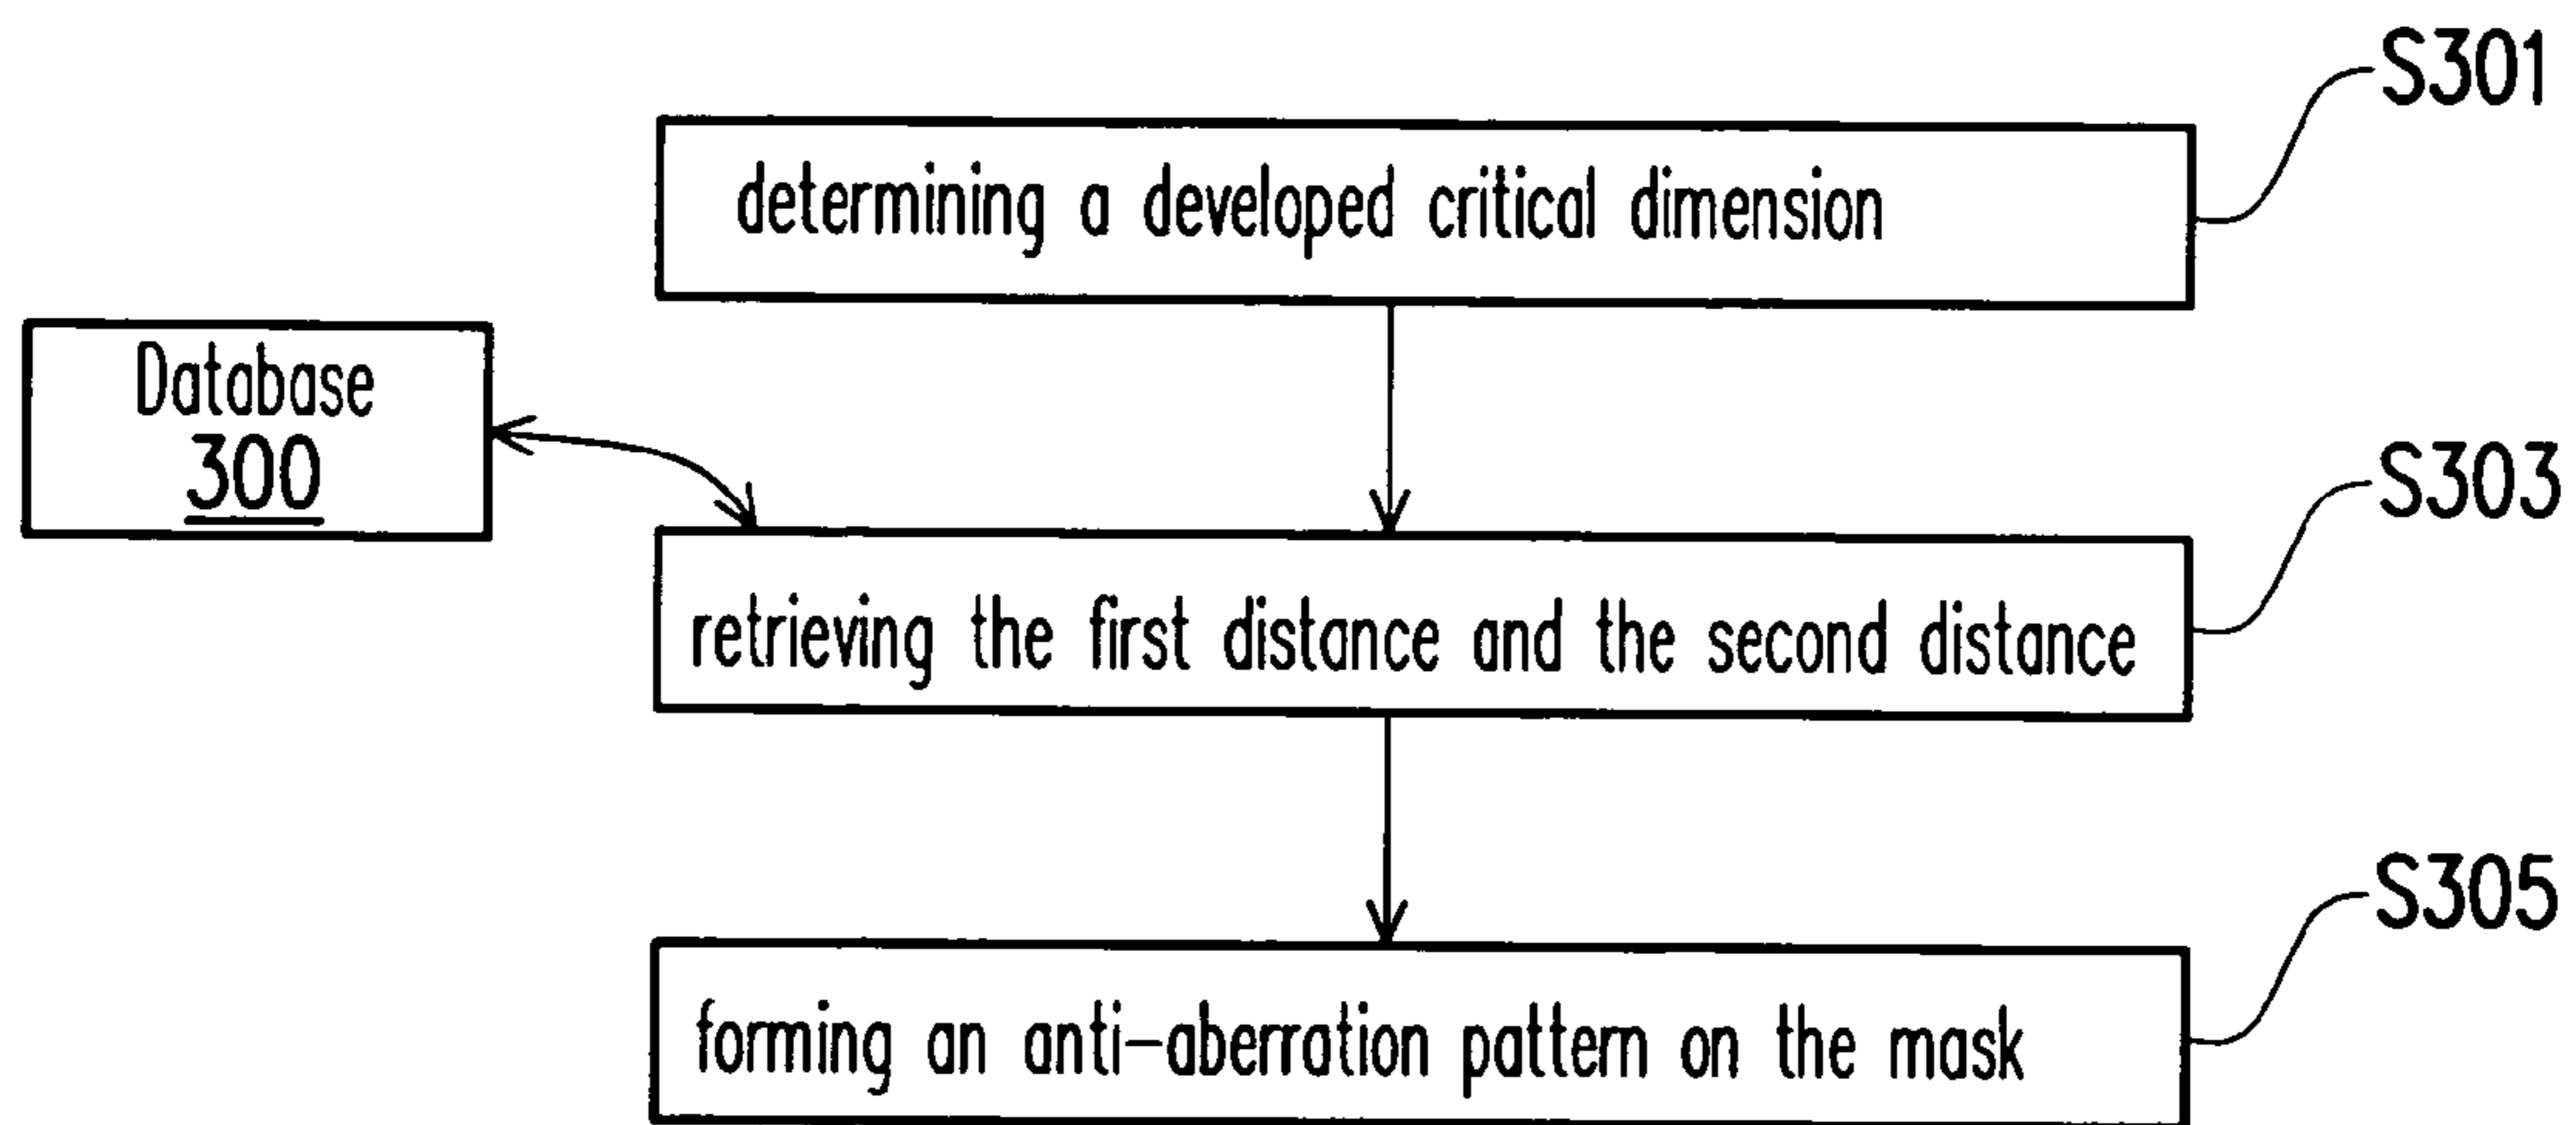 S301
determining a developed critical dimension
Database
300
S303
retrieving the first distance and the second distance
S305
forming an anti-aberration pattern on the mask